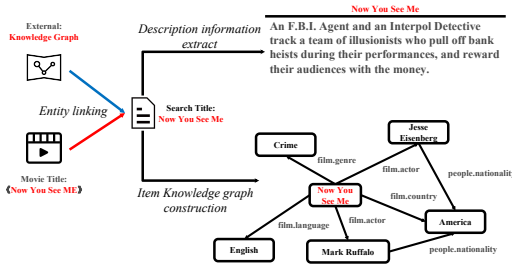 External:
Knowledge Graph
Entity linking
Movie Title:
《Now You See ME》
Search Title:
Now You See Me
Description information
extract
Now You See Me
An F.B.I. Agent and an Interpol Detective
track a team of illusionists who pull off bank
heists during their performances, and reward
their audiences with the money.
Item Knowledge graph
construction
Crime
Jesse
Eisenberg
film.genre
film.actor
people.nationality
Now You
See Me
film.country
film.language
film.actor
America
English
Mark Ruffalo
people.nationality